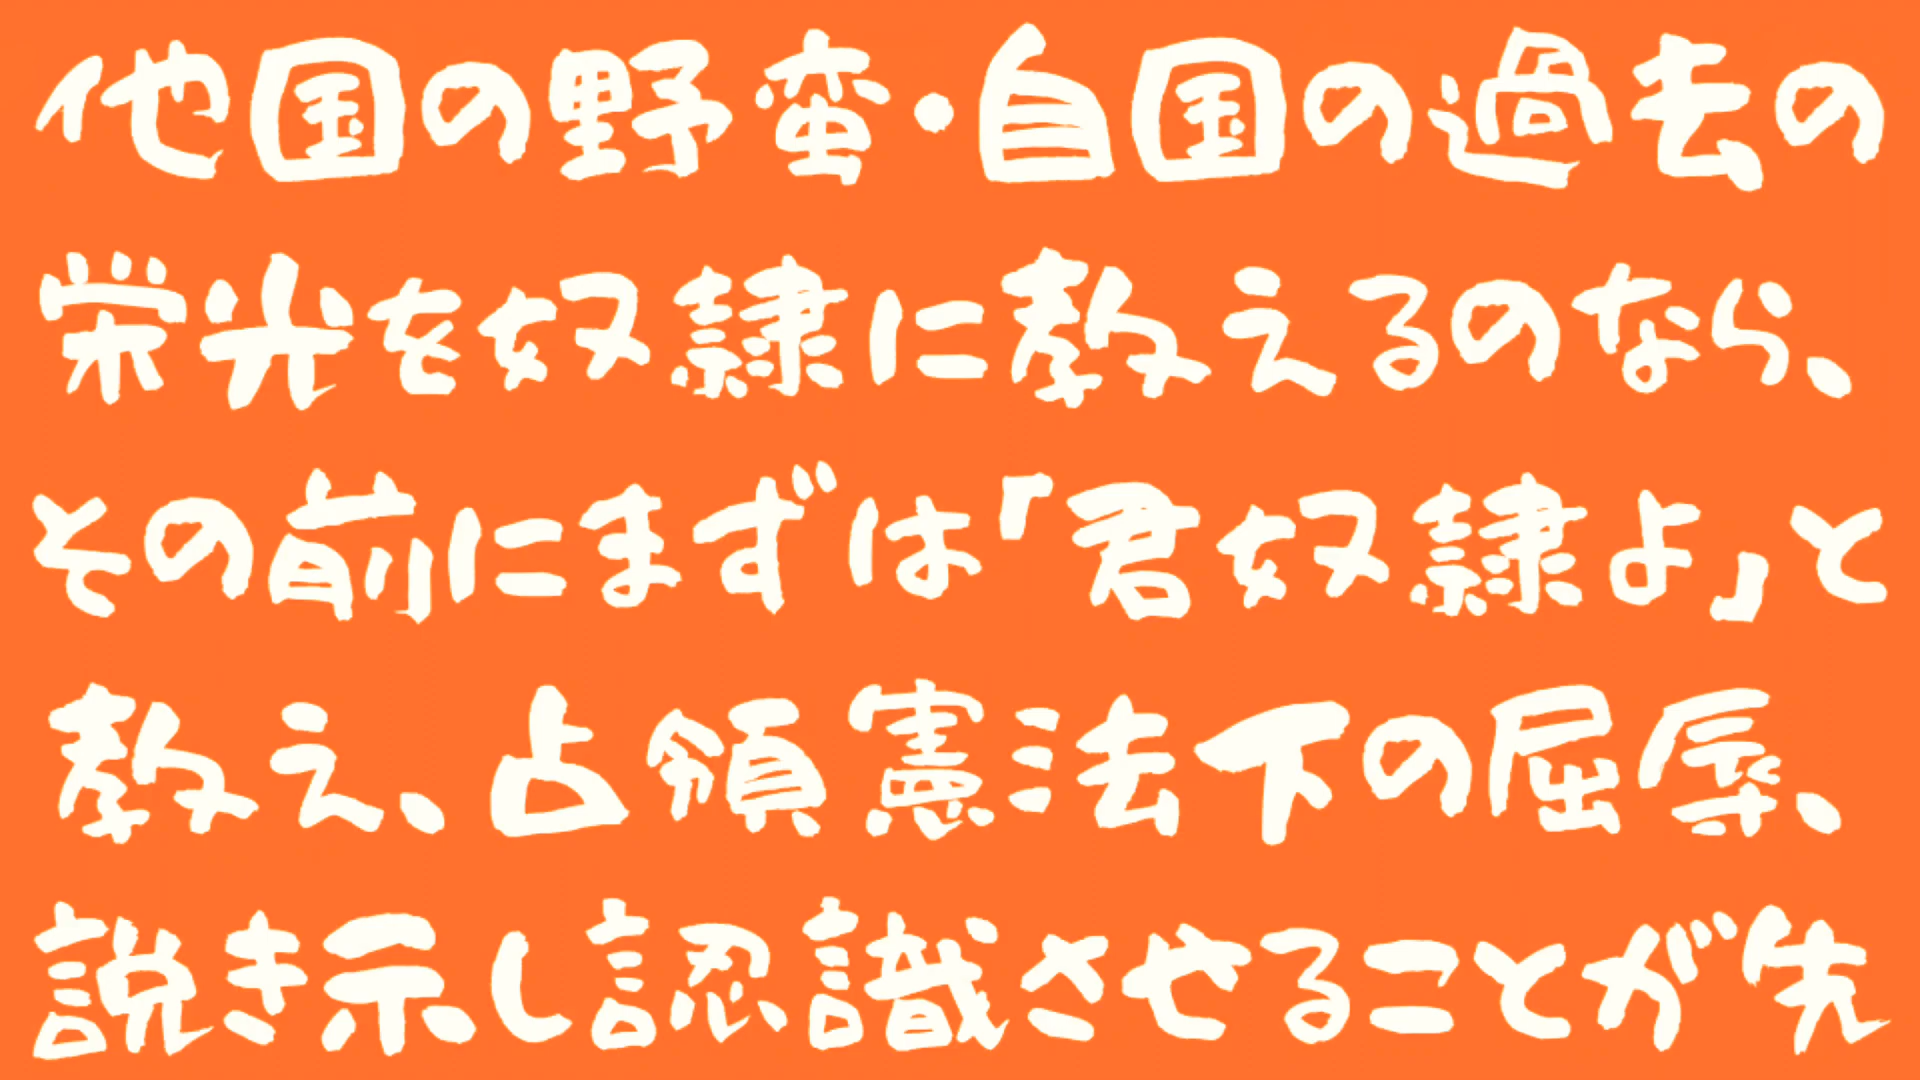 他国の野蛮・自国の過去の
栄光を奴隷に教えるのなら、
その前にまずは「君奴隷よ」と
教え、占領憲法下の屈辱、
説き示し認識させることが先